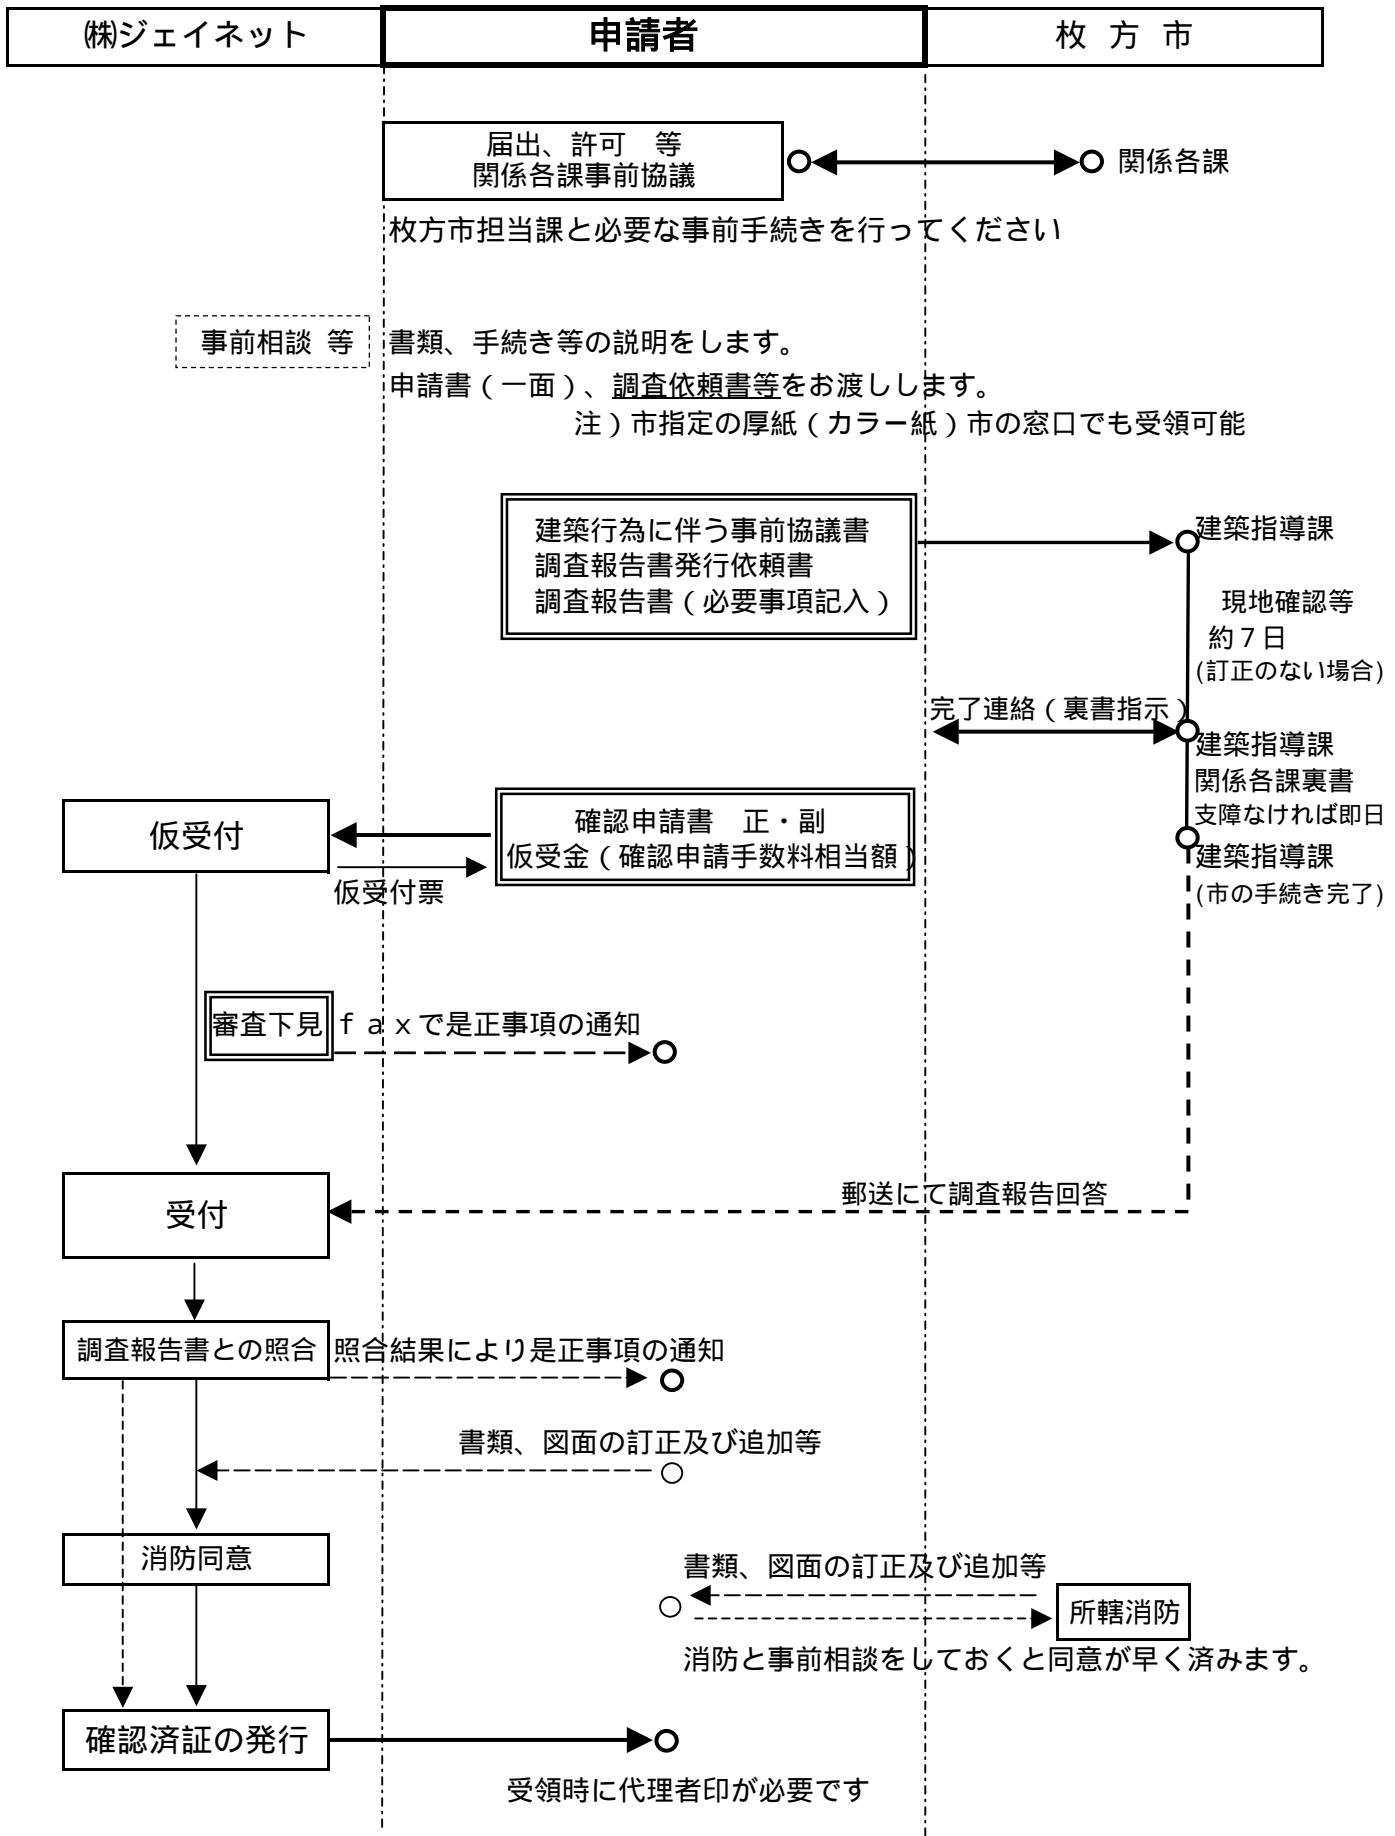 ㈱ジェイネット
申請者
枚 方 市
届出、許可　等
関係各課事前協議
関係各課
枚方市担当課と必要な事前手続きを行ってください
事前相談 等
書類、手続き等の説明をします。
申請書（一面）、調査依頼書等をお渡しします。
注）市指定の厚紙（カラー紙）市の窓口でも受領可能
建築行為に伴う事前協議書
調査報告書発行依頼書
調査報告書（必要事項記入）
建築指導課
現地確認等
約７日
(訂正のない場合)
完了連絡（裏書指示）
建築指導課
関係各課裏書
支障なければ即日
建築指導課
(市の手続き完了)
仮受付
確認申請書　正・副
仮受金（確認申請手数料相当額）
仮受付票
審査下見
ｆａｘで是正事項の通知
郵送にて調査報告回答
受付
調査報告書との照合
照合結果により是正事項の通知
書類、図面の訂正及び追加等
消防同意
書類、図面の訂正及び追加等
所轄消防
消防と事前相談をしておくと同意が早く済みます。
確認済証の発行
受領時に代理者印が必要です